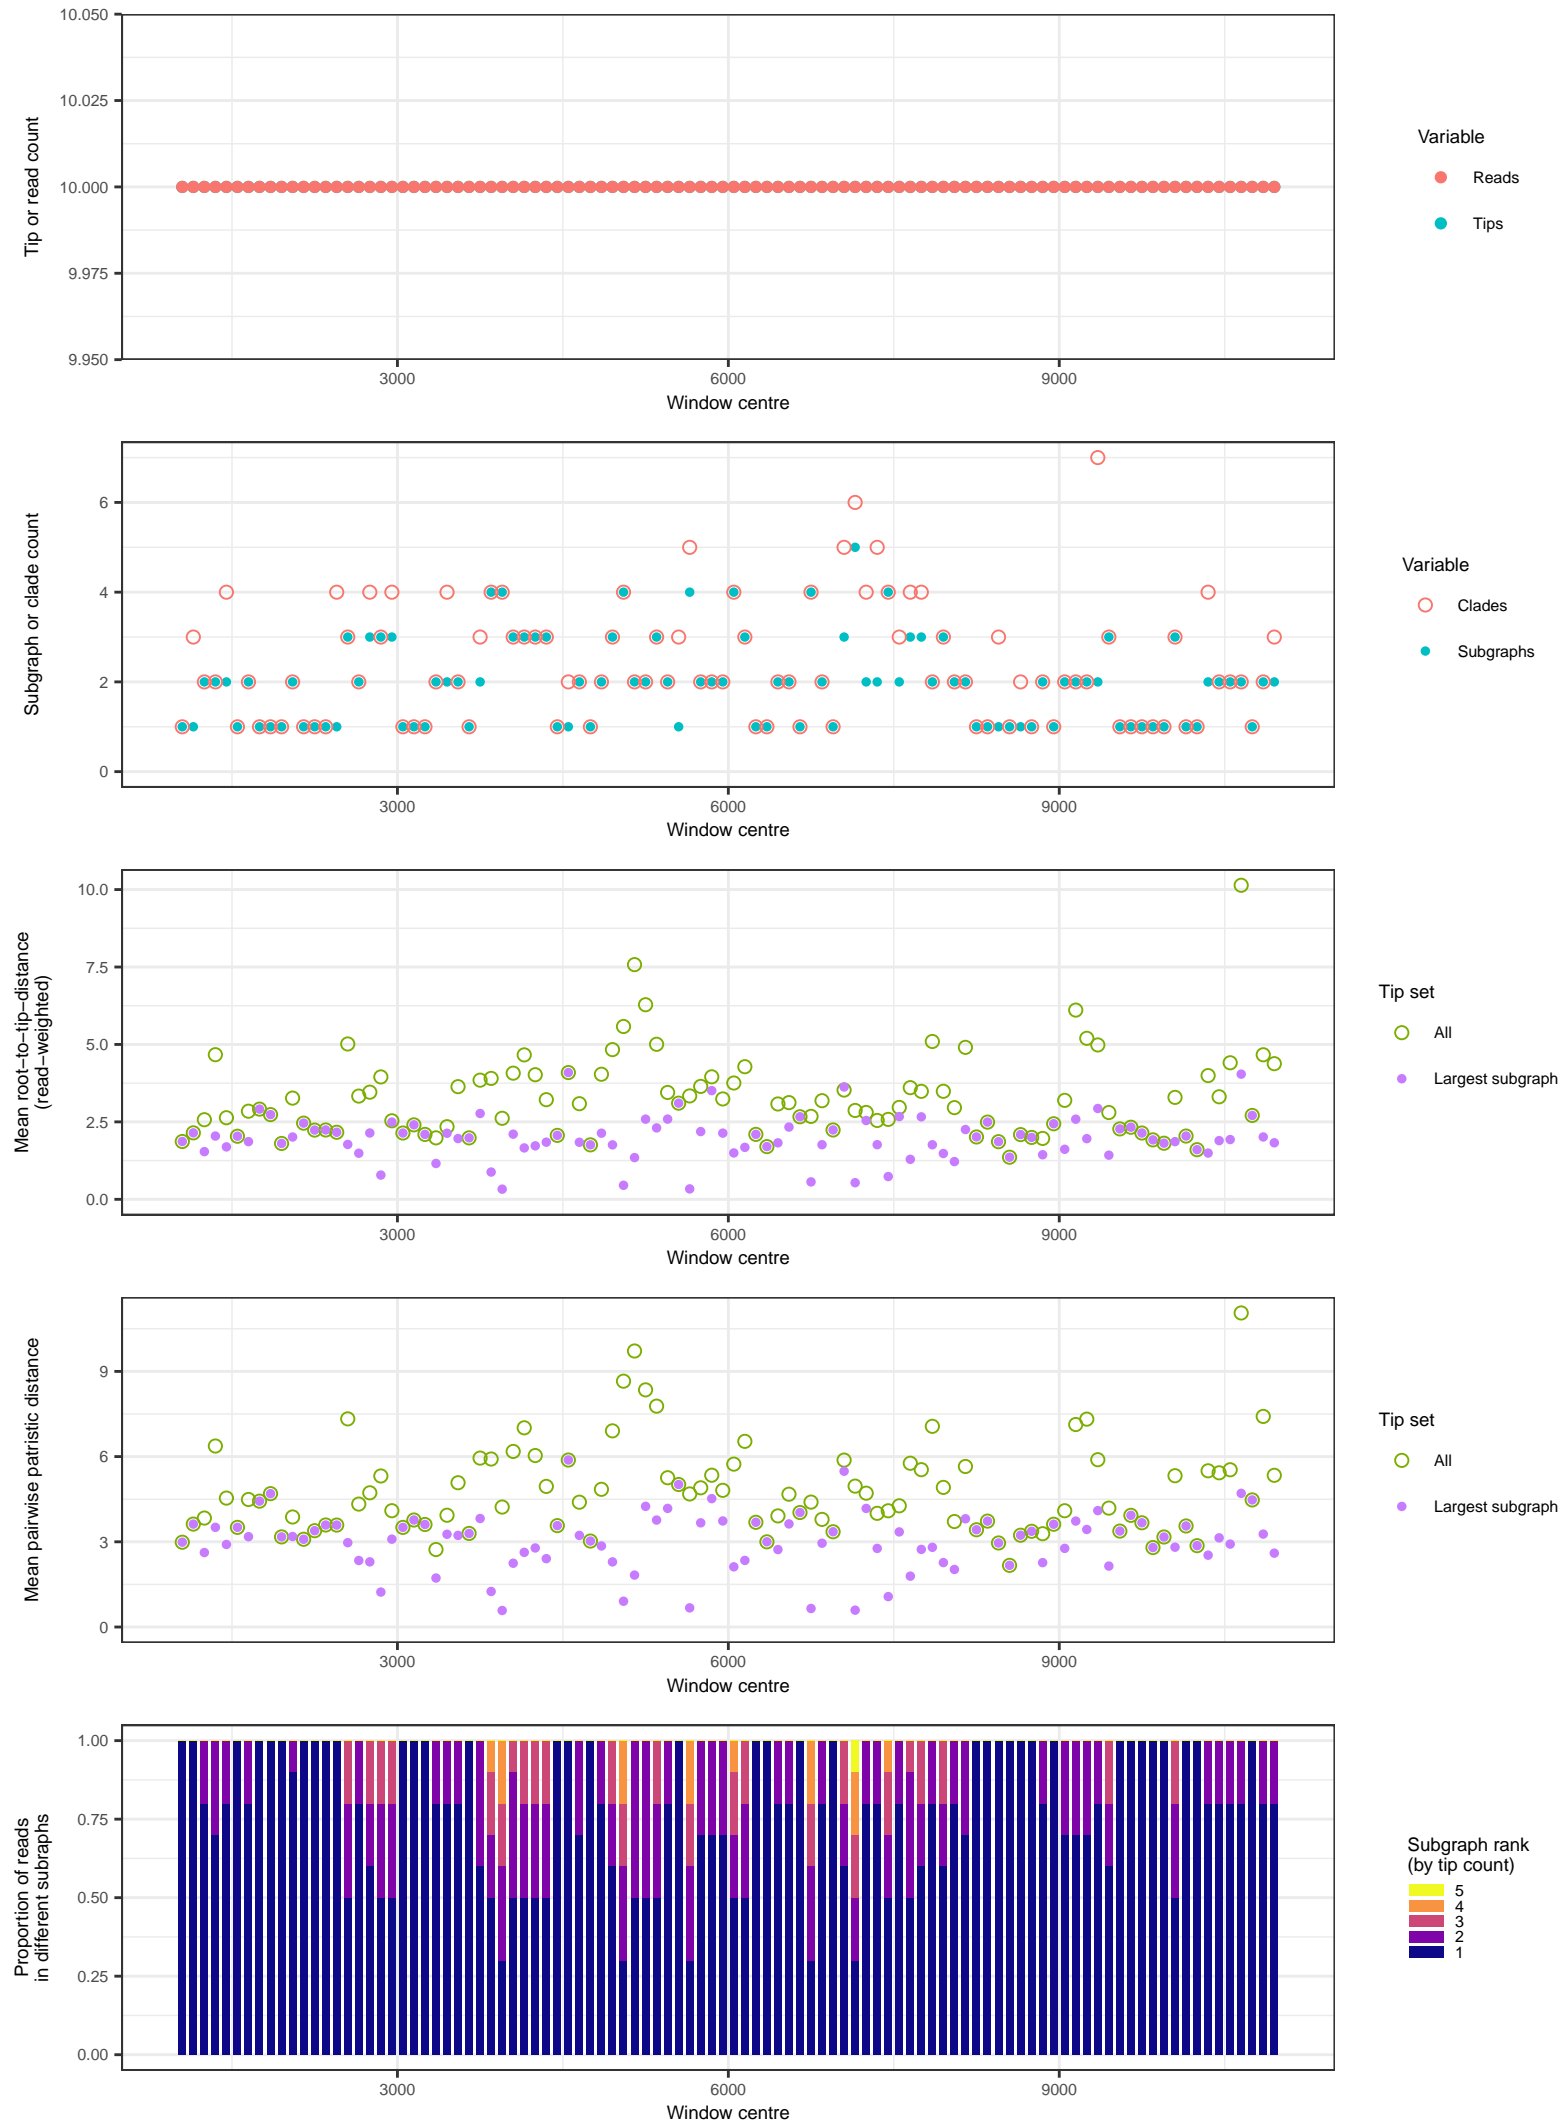 10.050
10.025
10.000
9.975
9.950
Tip or read count
3000 6000 9000
Window centre
Variable
Reads
Tips
6
4
2
0
Subgraph or clade count
3000 6000 9000
Window centre
Variable
Clades
Subgraphs
10.0
7.5
5.0
2.5
0.0
Mean root−to−tip−distance
(read−weighted)
3000 6000 9000
Window centre
Tip set
All
Largest subgraph
9
6
3
0
Mean pairwise patristic distance
3000 6000 9000
Window centre
Tip set
All
Largest subgraph
1.00
0.75
0.50
0.25
0.00
Proportion of reads
in different subraphs
3000 6000 9000
Window centre
Subgraph rank
(by tip count)
5
4
3
2
1